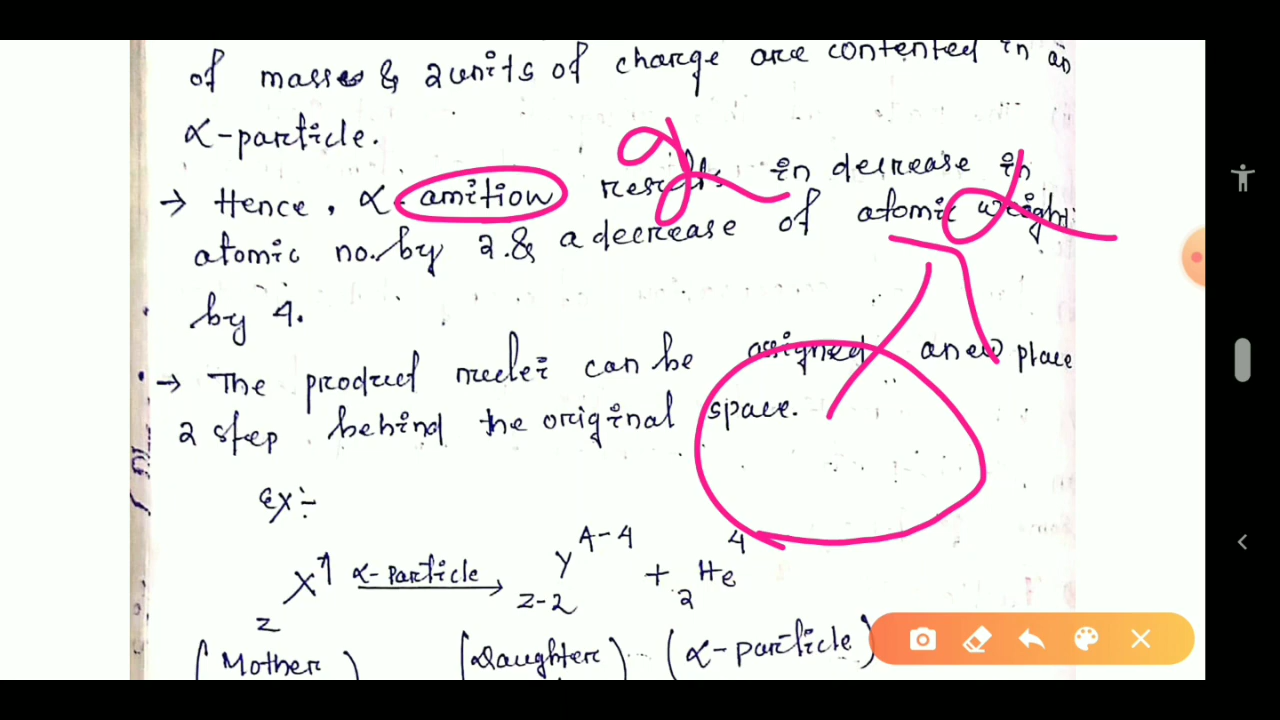 of masses & 2 units of charge are contented in an
α-particle.
→ Hence, α amition results in decrease in
atomic no. by 2. & a decrease of atomic weight
by 4.
→ The product nuclei can be assigned a new place
2 step behind the original space.
Ex:-
zX^A α-particle → z-2 Y^A-4 + 2He^4
(Mother) (Daughter) (α-particle)